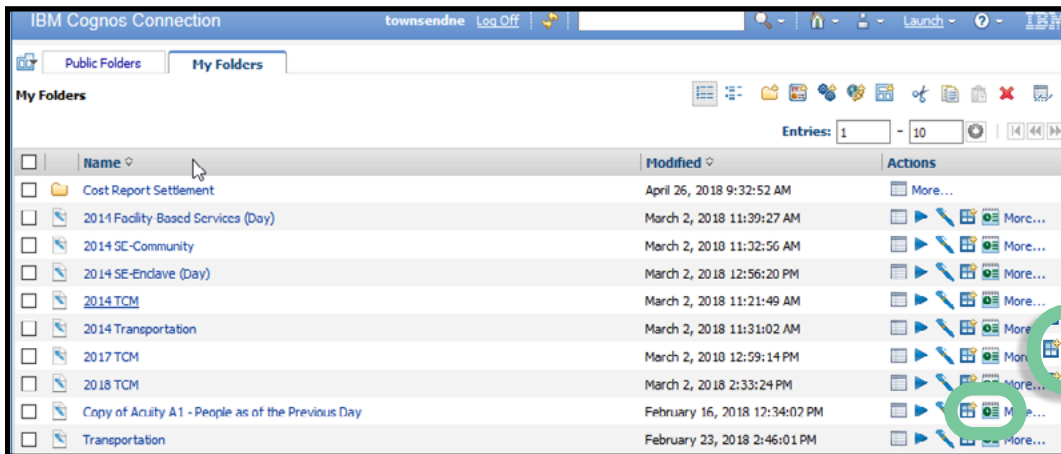 IBM Cognos Connection townsendne Log Off Launch
Public Folders My Folders
My Folders
Entries: 1 - 10
Name Modified Actions
Cost Report Settlement April 26, 2018 9:32:52 AM More...
2014 Facility-Based Services (Day) March 2, 2018 11:39:27 AM More...
2014 SE-Community March 2, 2018 11:32:56 AM More...
2014 SE-Enclave (Day) March 2, 2018 12:56:20 PM More...
2014 TCM March 2, 2018 11:21:49 AM More...
2014 Transportation March 2, 2018 11:31:02 AM More
2017 TCM March 2, 2018 12:59:14 PM More
2018 TCM March 2, 2018 2:33:24 PM More...
Copy of Acuity A1 - People as of the Previous Day February 16, 2018 12:34:02 PM
Transportation February 23, 2018 2:46:01 PM More...